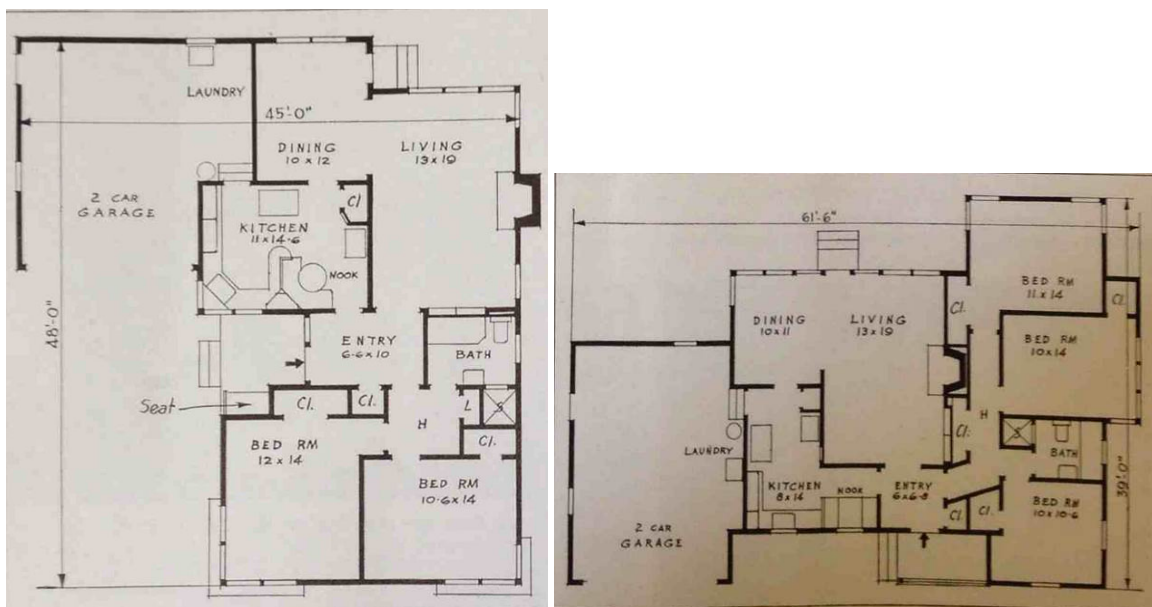 LAUNDRY
45'-0"
DINING
10 x 12
LIVING
13 x 19
2 CAR
GARAGE
Cl
KITCHEN
11 x 14-6
NOOK
48'-0"
ENTRY
6-6 x 10
BATH
Seat
Cl.
Cl.
L
S
H
Cl.
BED RM
12 x 14
BED RM
10-6 x 14
61'-6"
BED RM
11 x 14
Cl.
Cl.
DINING
10 x 11
LIVING
13 x 19
BED RM
10 x 14
H
Cl.
S
BATH
LAUNDRY
KITCHEN
8 x 14
NOOK
ENTRY
6 x 6-8
Cl.
Cl.
BED RM
10 x 10-6
39'-0"
2 CAR
GARAGE